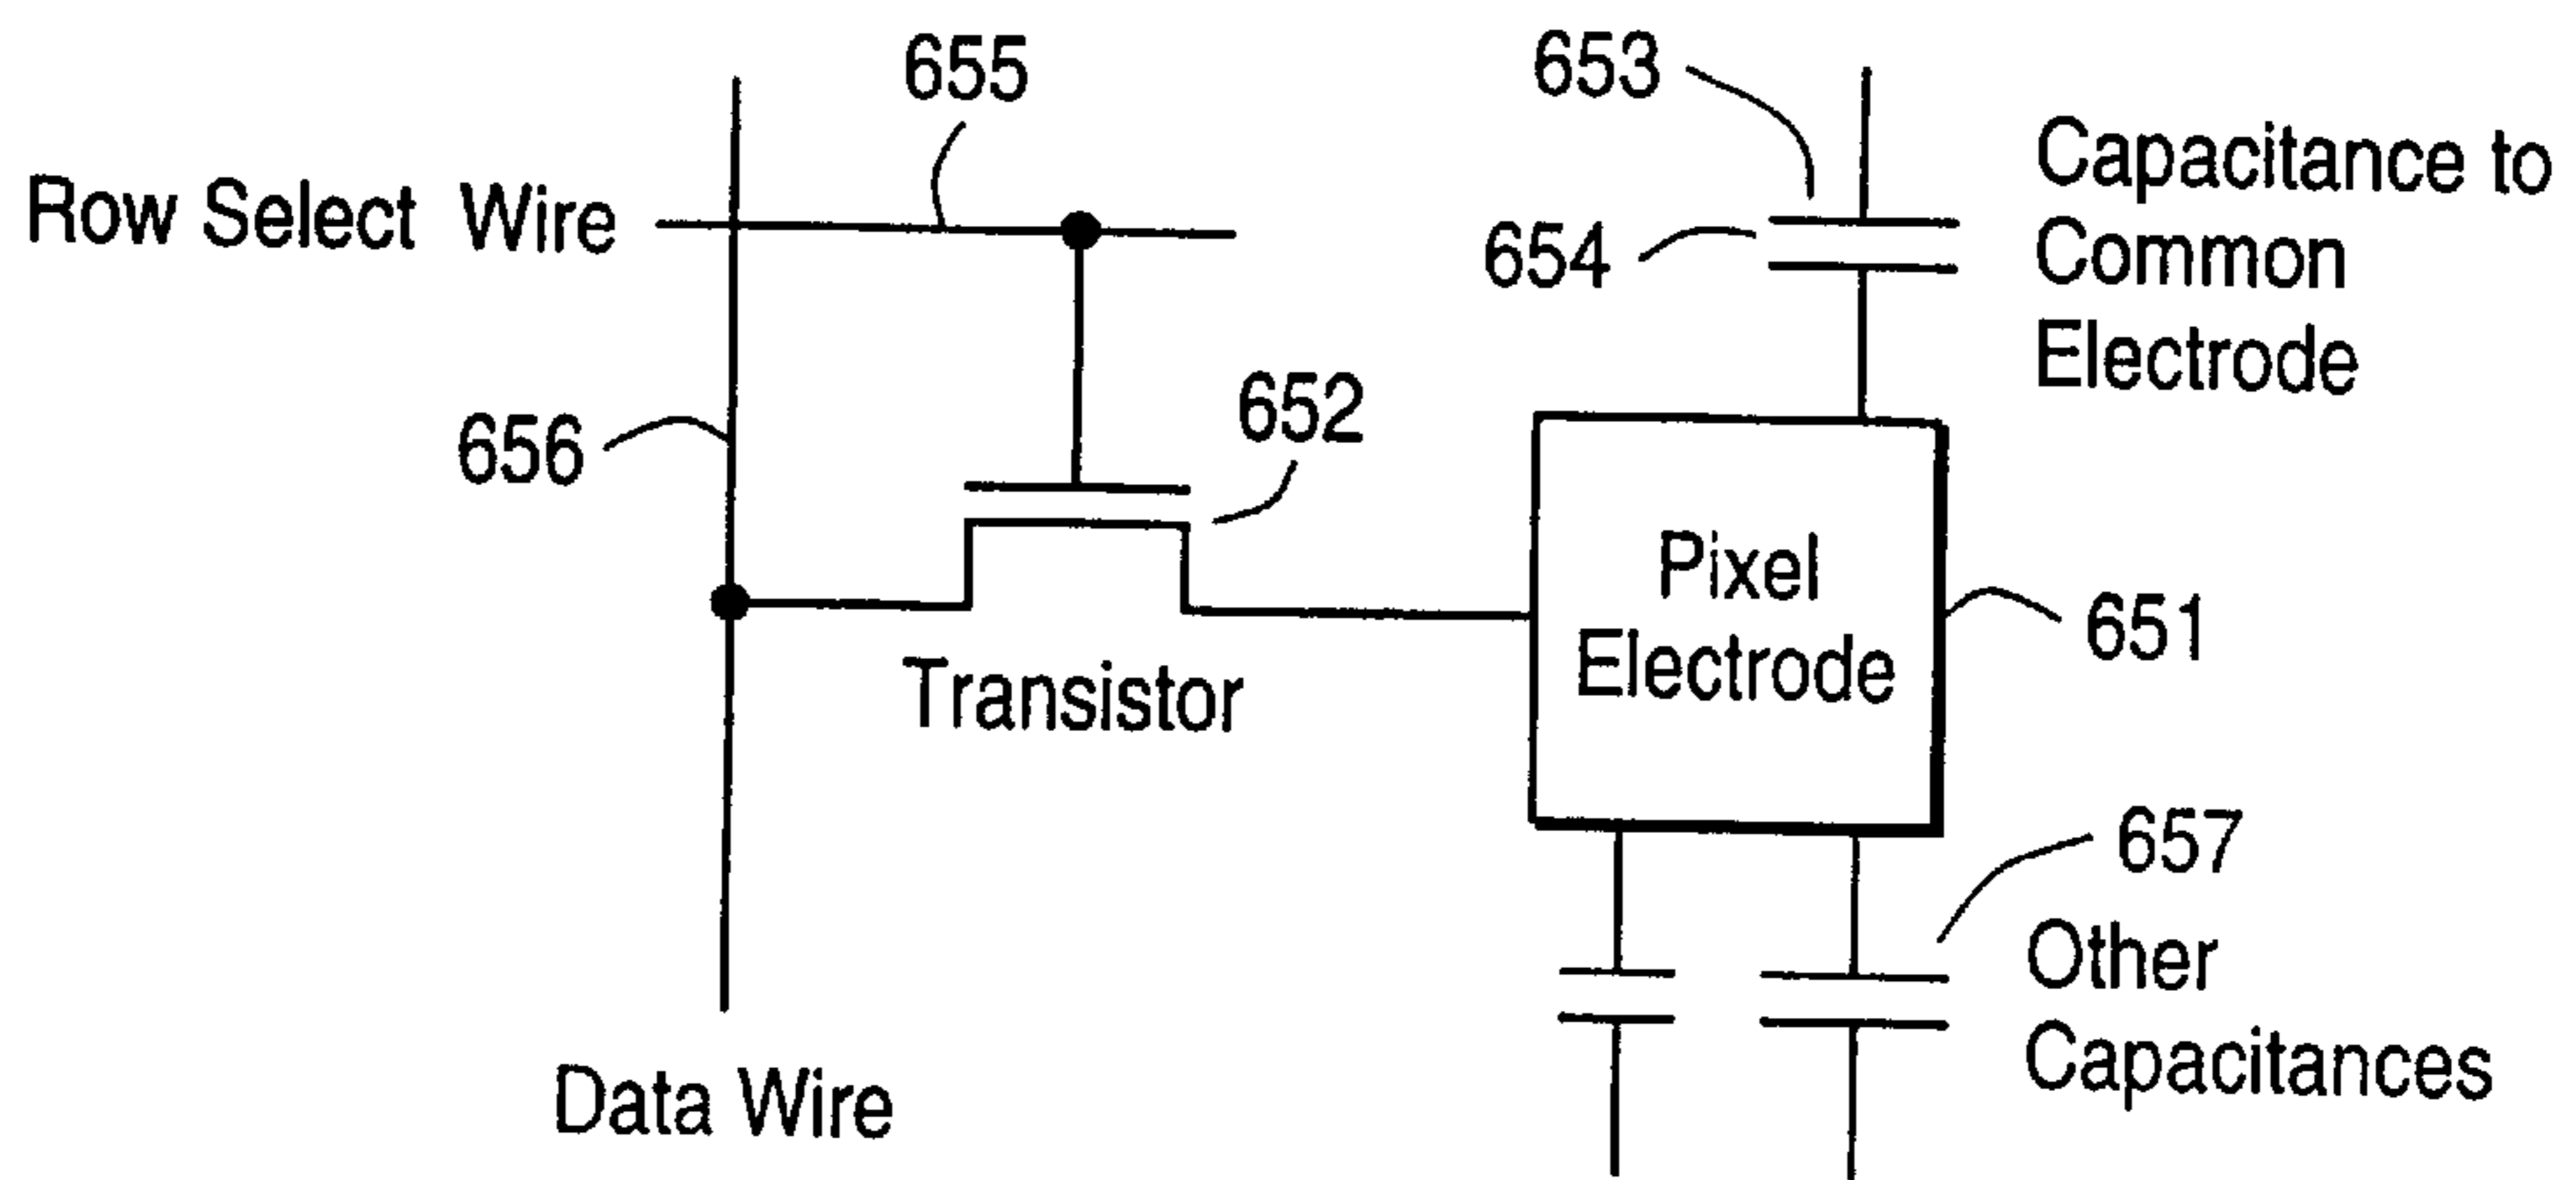 655
653
Row Select Wire
654
Capacitance to
Common
Electrode
656
652
Transistor
Pixel
Electrode
651
657
Other
Capacitances
Data Wire